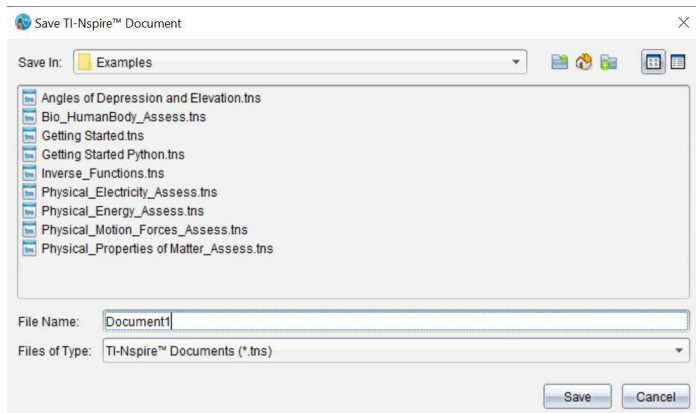 Save TI-Nspire™ Document
Save In: Examples
Angles of Depression and Elevation.tns
Bio_HumanBody_Assess.tns
Getting Started.tns
Getting Started Python.tns
Inverse_Functions.tns
Physical_Electricity_Assess.tns
Physical_Energy_Assess.tns
Physical_Motion_Forces_Assess.tns
Physical_Properties of Matter_Assess.tns
File Name: Document1
Files of Type: TI-Nspire™ Documents (*.tns)
Save Cancel